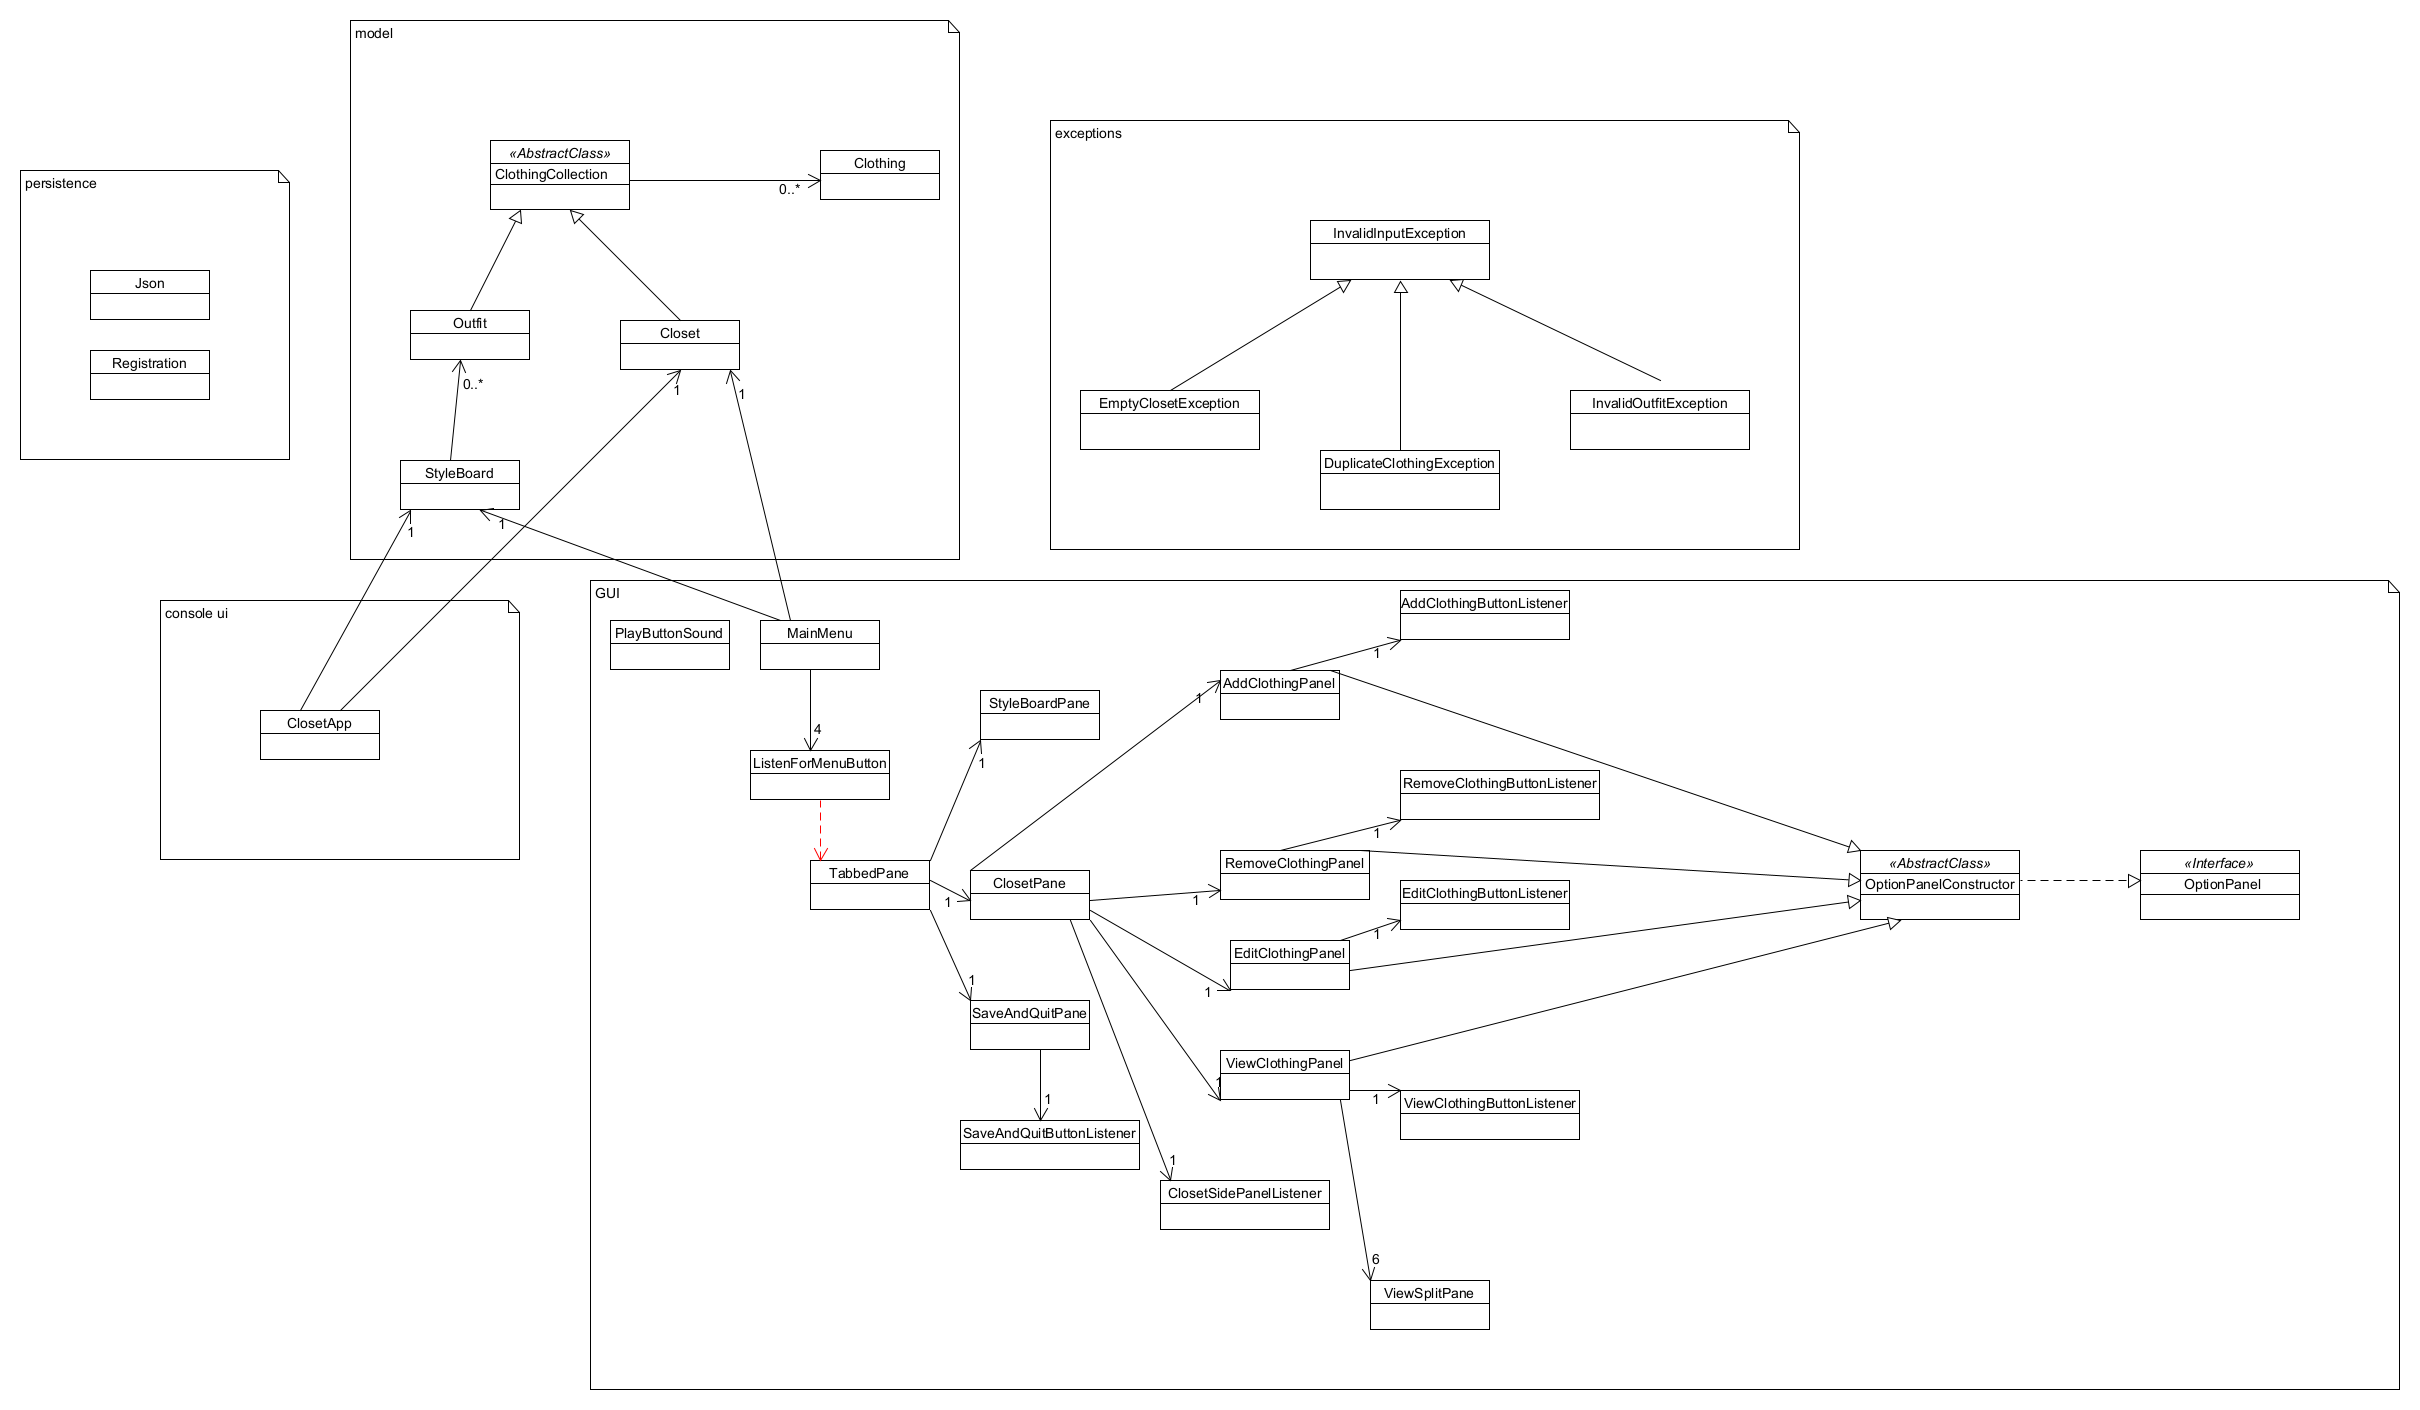 model
«AbstractClass»
ClothingCollection
0..*
Clothing
Outfit
0..*
Closet
1
1
StyleBoard
1
1
persistence
Json
Registration
exceptions
InvalidInputException
EmptyClosetException
DuplicateClothingException
InvalidOutfitException
console ui
ClosetApp
GUI
PlayButtonSound
MainMenu
4
ListenForMenuButton
TabbedPane
1
StyleBoardPane
1
ClosetPane
1
SaveAndQuitPane
1
SaveAndQuitButtonListener
1
AddClothingPanel
1
AddClothingButtonListener
1
RemoveClothingPanel
1
RemoveClothingButtonListener
1
EditClothingPanel
1
EditClothingButtonListener
1
ViewClothingPanel
1
ViewClothingButtonListener
1
ClosetSidePanelListener
6
ViewSplitPane
«AbstractClass»
OptionPanelConstructor
«Interface»
OptionPanel